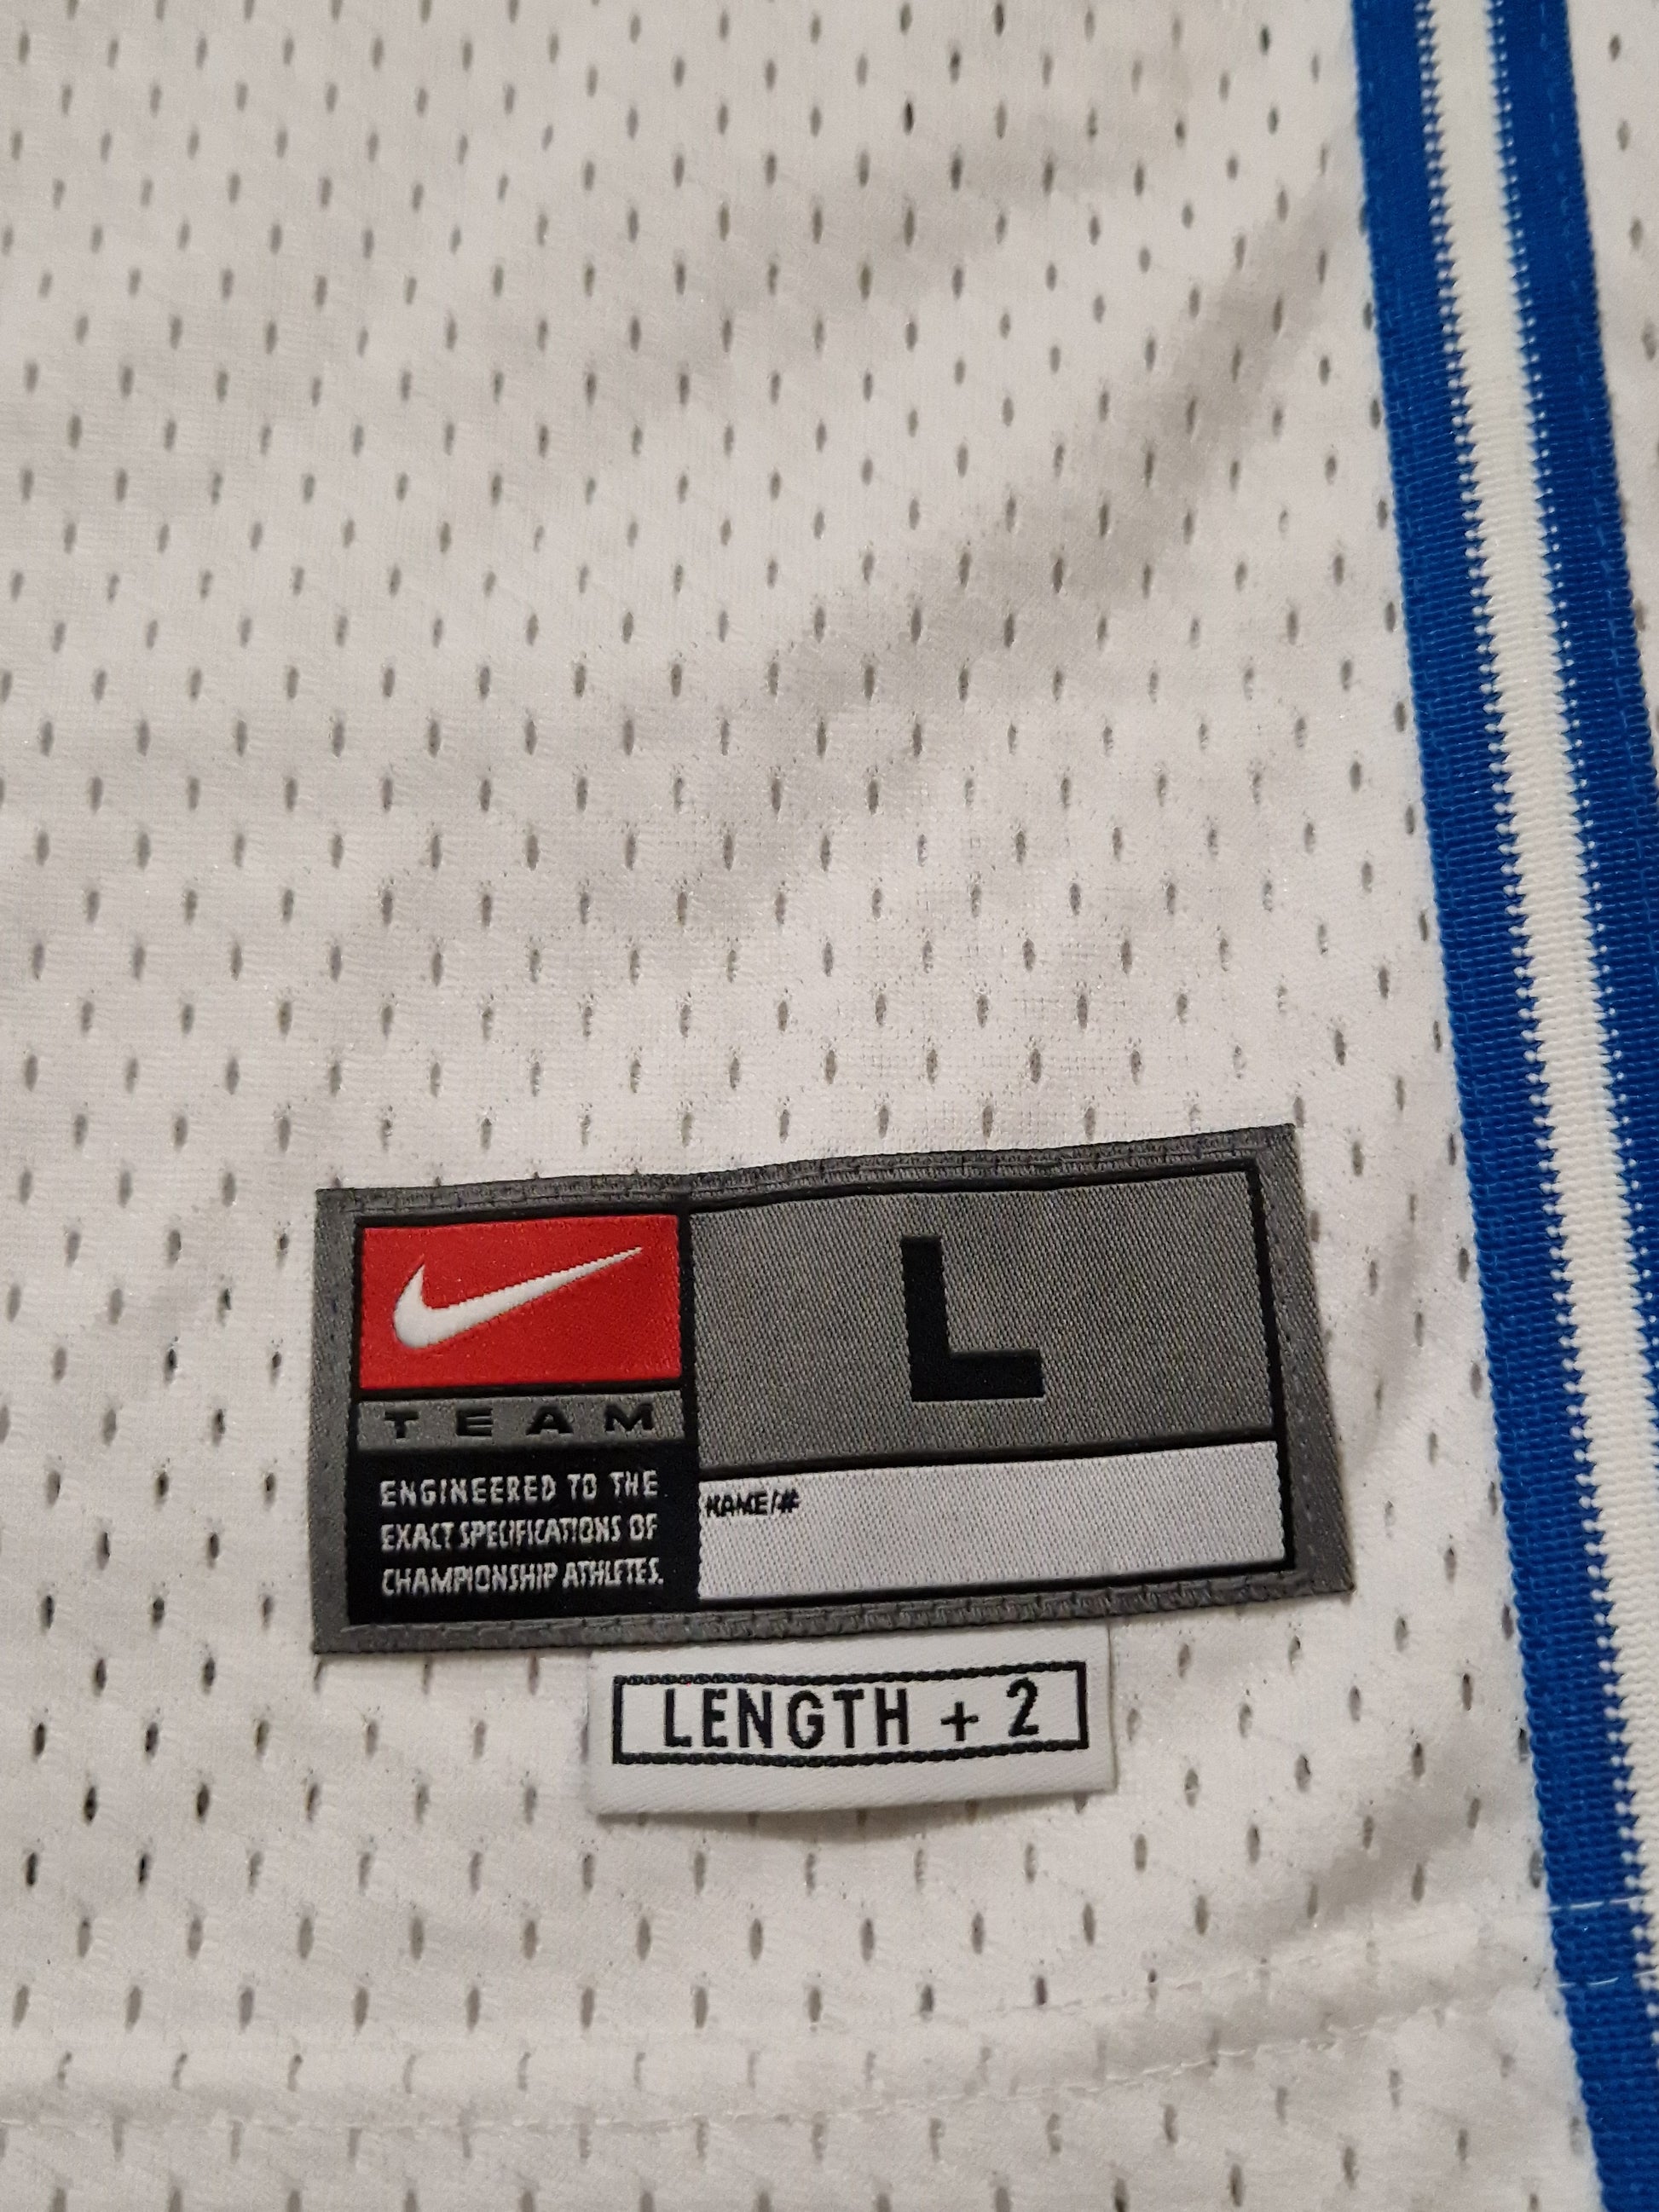 L
TEAM
ENGINEERED TO THE
EXACT SPECIFICATIONS OF
CHAMPIONSHIP ATHLETES.
NAME/#
LENGTH + 2